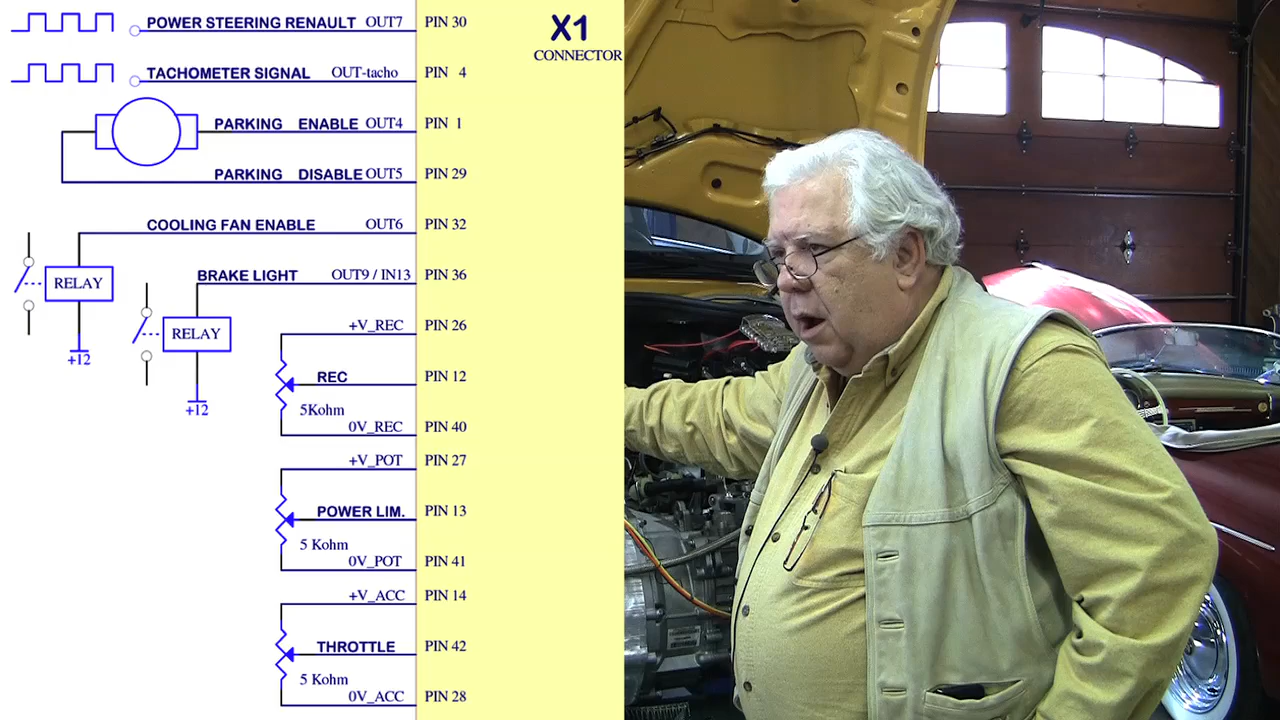 POWER STEERING RENAULT OUT7 PIN 30
X1
CONNECTOR
TACHOMETER SIGNAL OUT-tacho PIN 4
PARKING ENABLE OUT4 PIN 1
PARKING DISABLE OUT5 PIN 29
COOLING FAN ENABLE OUT6 PIN 32
BRAKE LIGHT OUT9 / IN13 PIN 36
RELAY
+V_REC PIN 26
RELAY
+12
REC PIN 12
+12
5Kohm
0V_REC PIN 40
+V_POT PIN 27
POWER LIM. PIN 13
5 Kohm
0V_POT PIN 41
+V_ACC PIN 14
THROTTLE PIN 42
5 Kohm
0V_ACC PIN 28